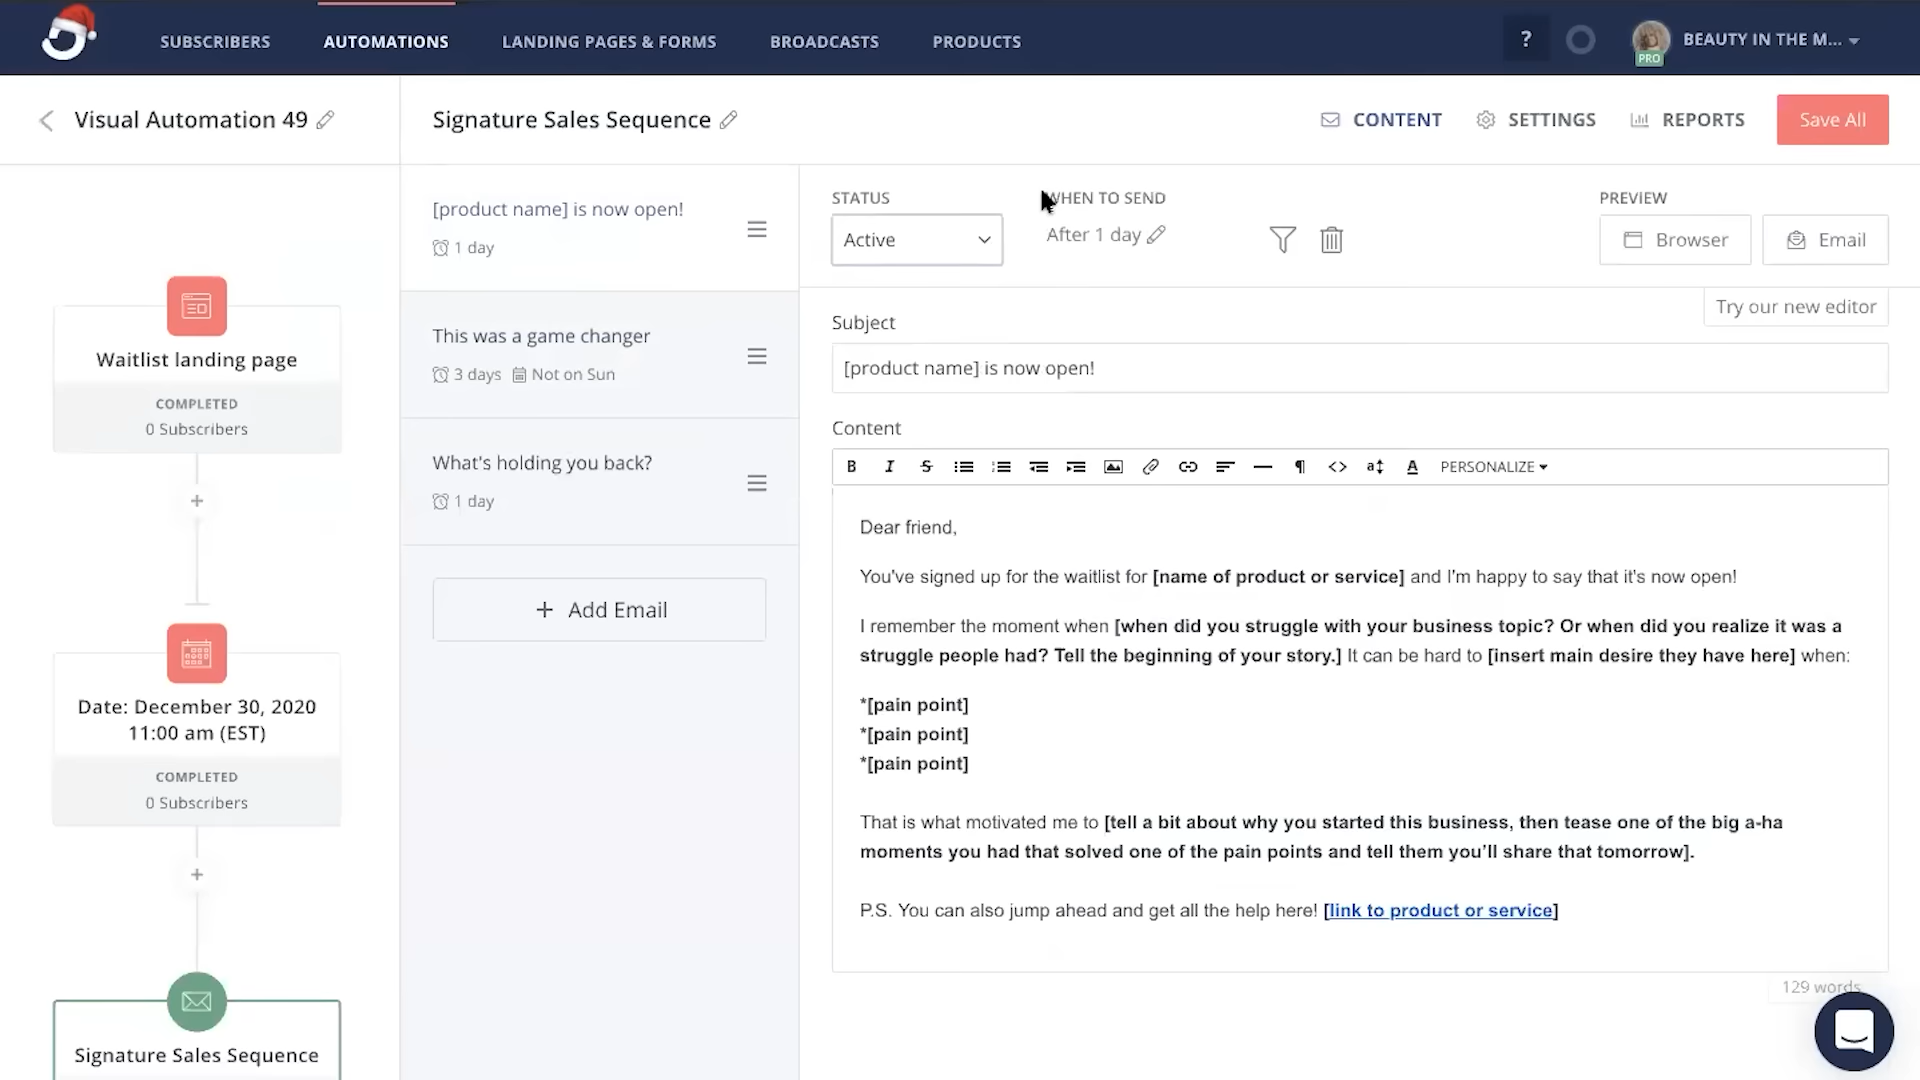 SUBSCRIBERS
AUTOMATIONS
LANDING PAGES & FORMS
BROADCASTS
PRODUCTS
?
PRO
BEAUTY IN THE M...
Visual Automation 49
Signature Sales Sequence
CONTENT
SETTINGS
REPORTS
Save All
Waitlist landing page
COMPLETED
0 Subscribers
+
Date: December 30, 2020
11:00 am (EST)
COMPLETED
0 Subscribers
+
Signature Sales Sequence
[product name] is now open!
1 day
This was a game changer
3 days Not on Sun
What's holding you back?
1 day
+ Add Email
STATUS
Active
WHEN TO SEND
After 1 day
PREVIEW
Browser
Email
Try our new editor
Subject
[product name] is now open!
Content
B I S ¶ <> a A PERSONALIZE
Dear friend,
You've signed up for the waitlist for [name of product or service] and I'm happy to say that it's now open!
I remember the moment when [when did you struggle with your business topic? Or when did you realize it was a
struggle people had? Tell the beginning of your story.] It can be hard to [insert main desire they have here] when:
*[pain point]
*[pain point]
*[pain point]
That is what motivated me to [tell a bit about why you started this business, then tease one of the big a-ha
moments you had that solved one of the pain points and tell them you’ll share that tomorrow].
P.S. You can also jump ahead and get all the help here! [link to product or service]
129 words